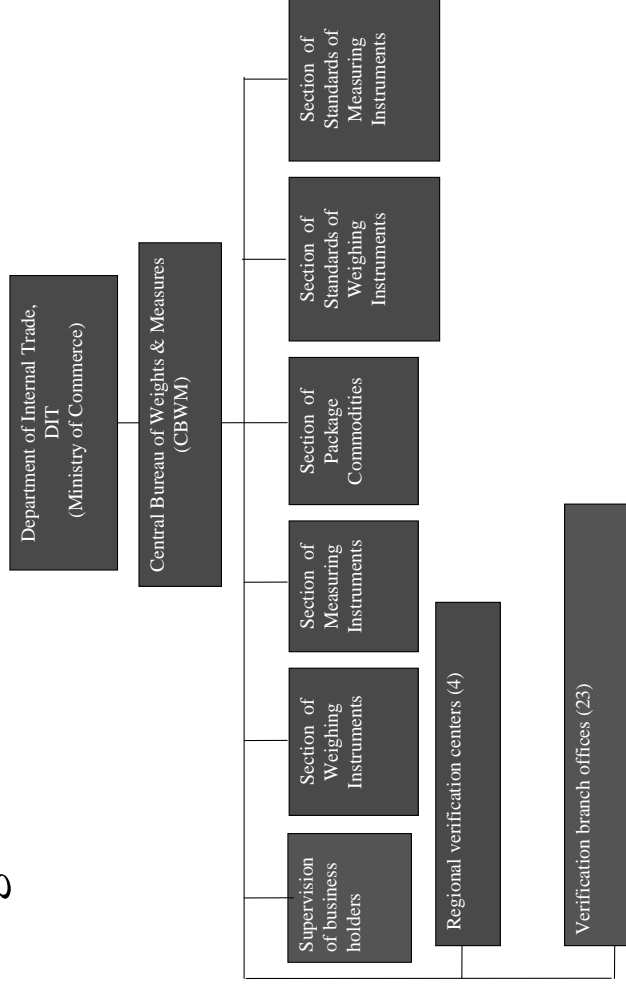 Department of Internal Trade,
DIT
(Ministry of Commerce)
Central Bureau of Weights & Measures
(CBWM)
Supervision
of business
holders
Section of
Weighing
Instruments
Section of
Measuring
Instruments
Section of
Package
Commodities
Section of
Standards of
Weighing
Instruments
Section of
Standards of
Measuring
Instruments
Regional verification centers (4)
Verification branch offices (23)